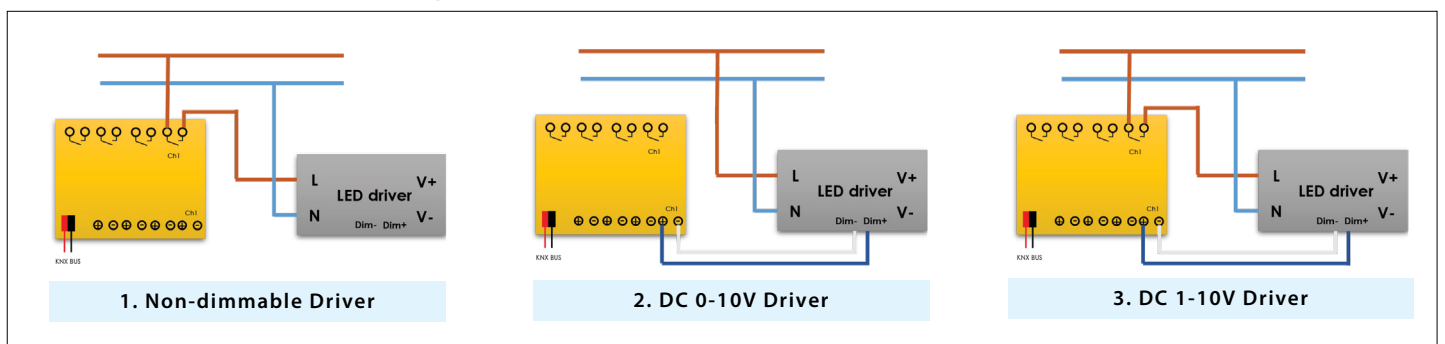 Ch1
L
V+
LED driver
N
V-
Ch1
Dim- Dim+
KNX BUS
1. Non-dimmable Driver
Ch1
L
V+
LED driver
N
V-
Ch1
Dim- Dim+
KNX BUS
2. DC 0-10V Driver
Ch1
L
V+
LED driver
N
V-
Ch1
Dim- Dim+
KNX BUS
3. DC 1-10V Driver